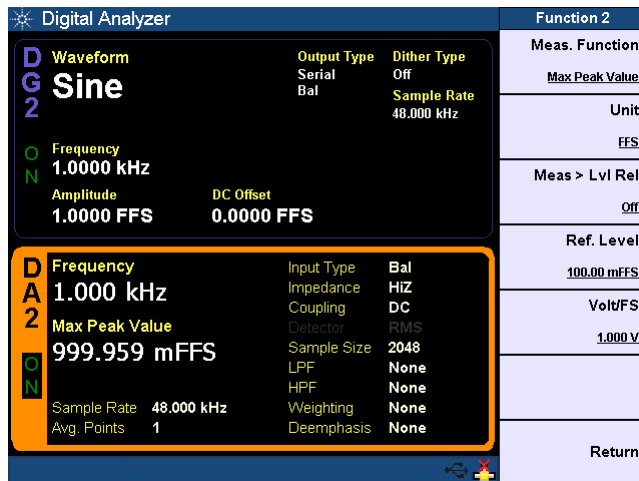 Digital Analyzer
DG2
ON
Waveform
Sine
Output Type
Serial
Bal
Dither Type
Off
Sample Rate
48.000 kHz
Frequency
1.0000 kHz
Amplitude
1.0000 FFS
DC Offset
0.0000 FFS
DA2
ON
Frequency
1.000 kHz
Max Peak Value
999.959 mFFS
Sample Rate 48.000 kHz
Avg. Points 1
Input Type Bal
Impedance HiZ
Coupling DC
Detector RMS
Sample Size 2048
LPF None
HPF None
Weighting None
Deemphasis None
Function 2
Meas. Function
Max Peak Value
Unit
FFS
Meas > Lvl Rel
Off
Ref. Level
100.00 mFFS
Volt/FS
1.000 V
Return